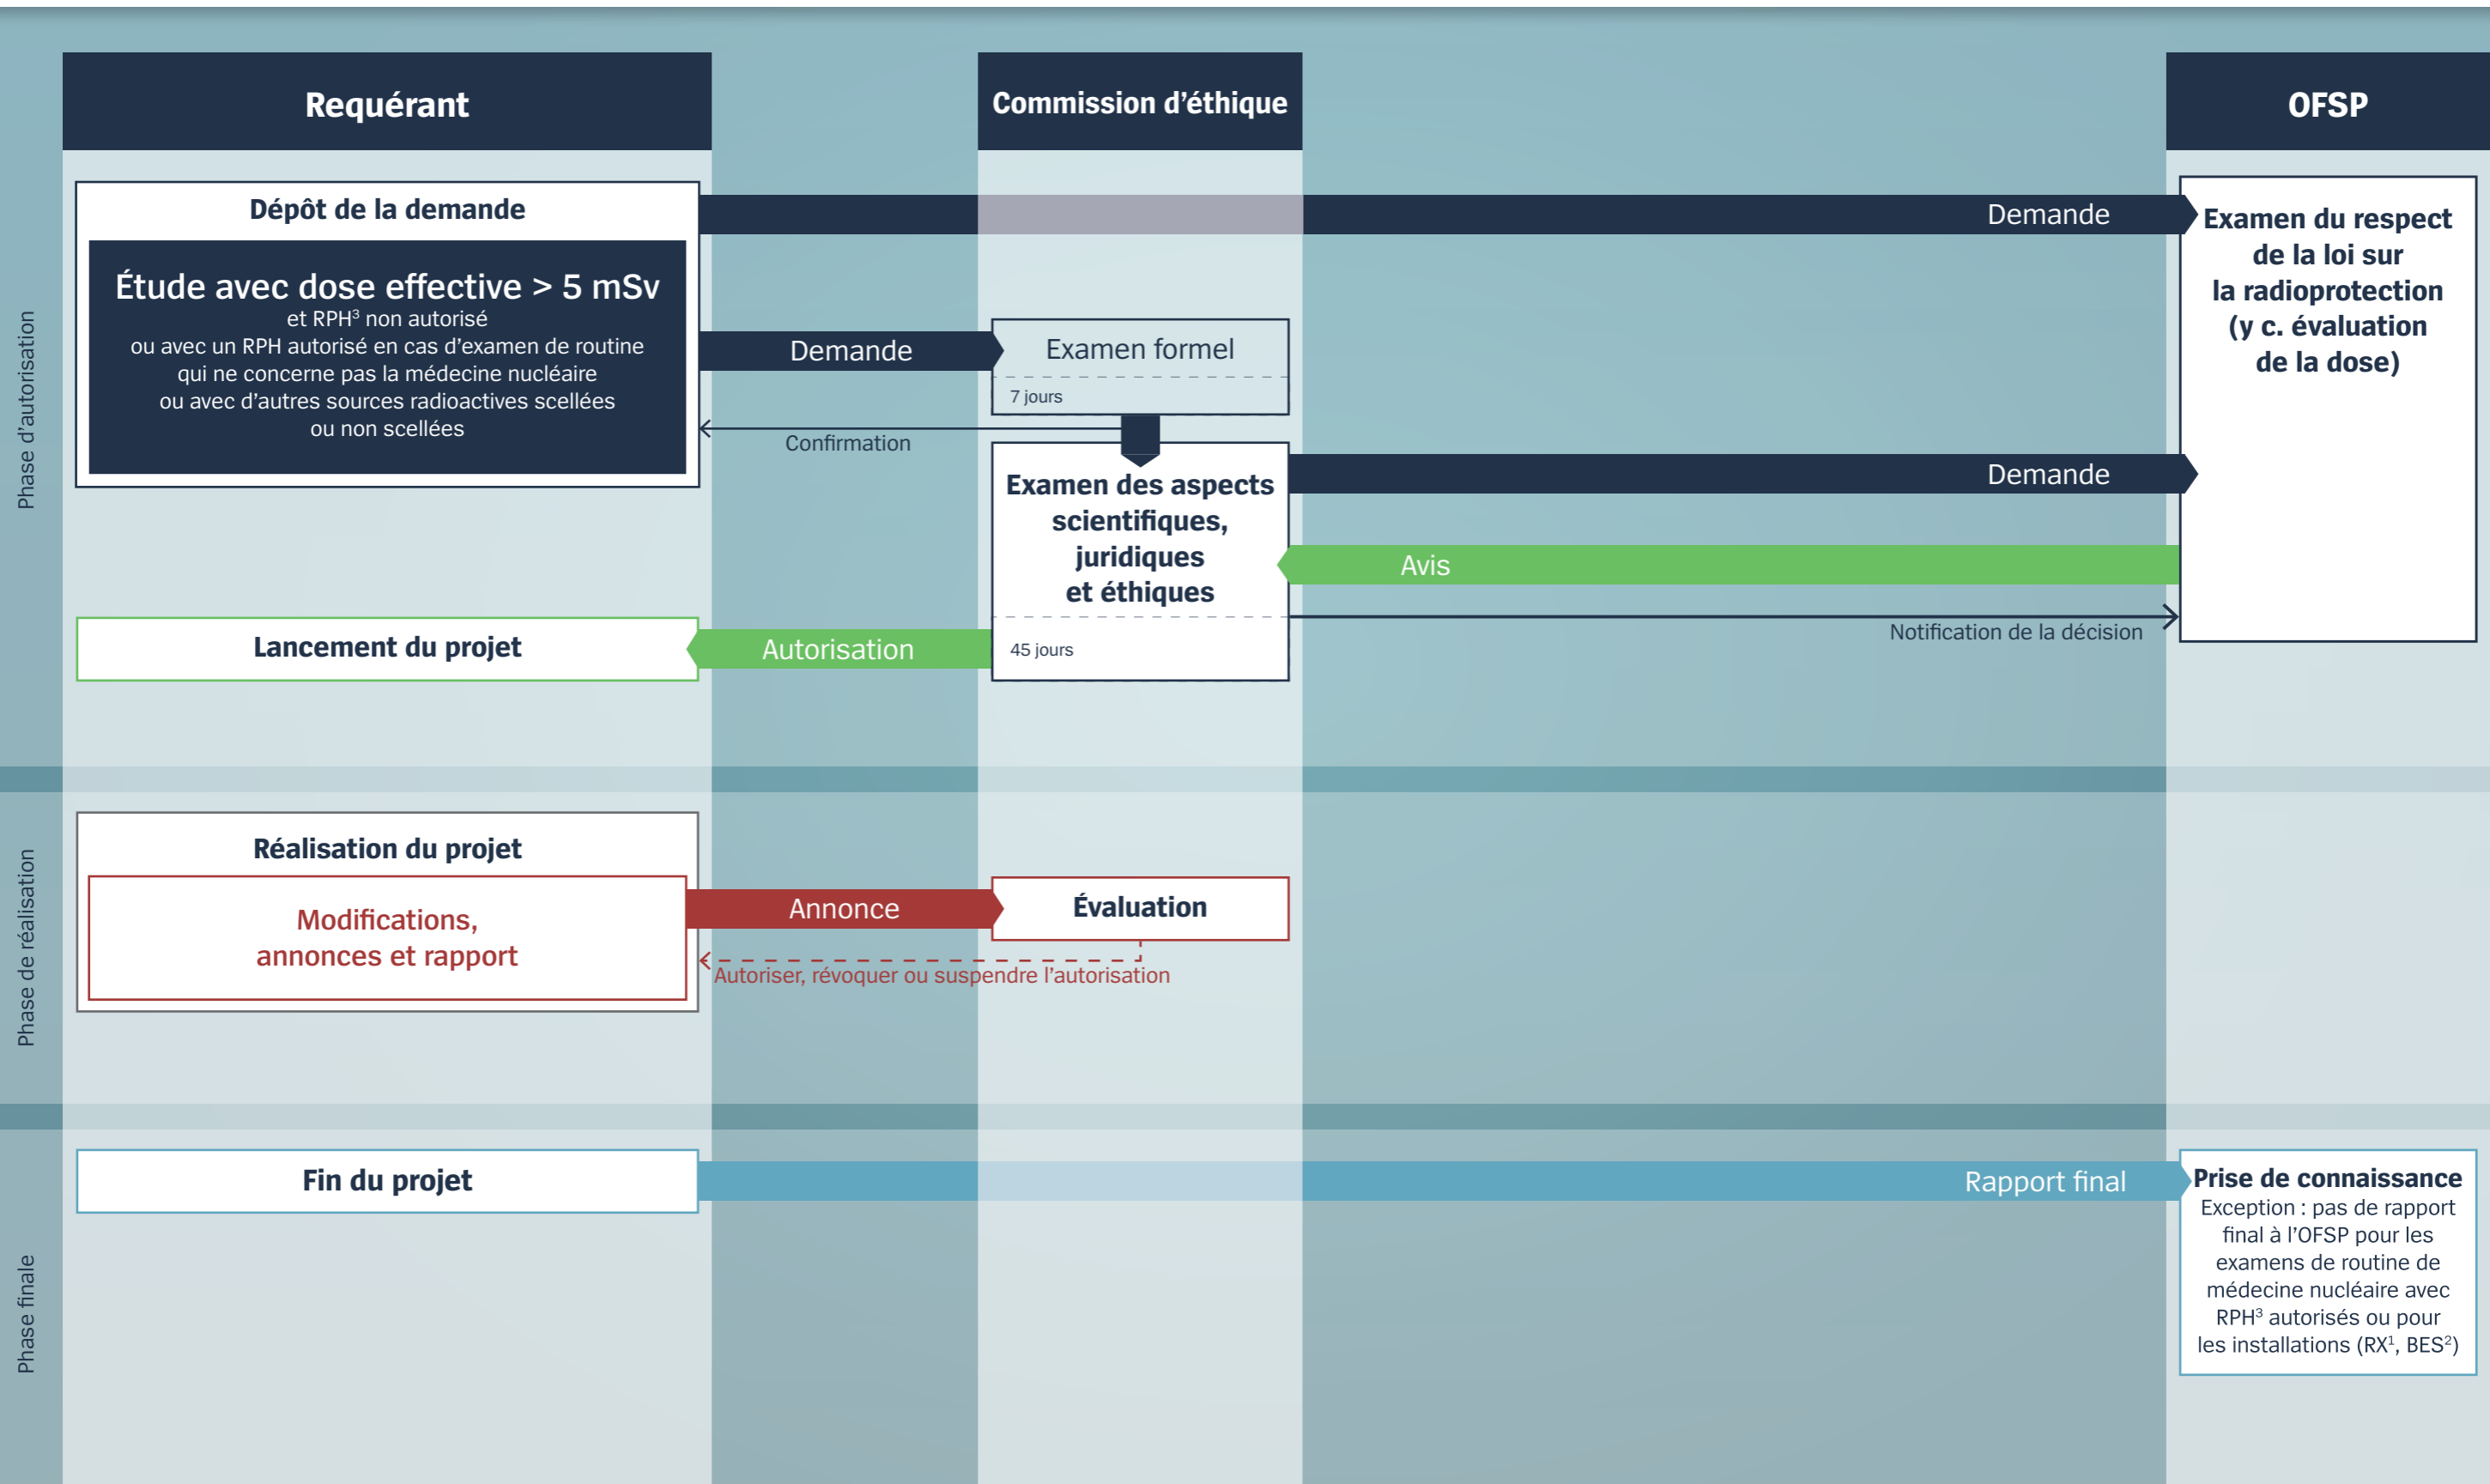 Requérant
Commission d'éthique
OFSP
Phase d'autorisation
Dépôt de la demande
Étude avec dose effective > 5 mSv
et RPH³ non autorisé
ou avec un RPH autorisé en cas d'examen de routine
qui ne concerne pas la médecine nucléaire
ou avec d'autres sources radioactives scellées
ou non scellées
Demande
Examen du respect
de la loi sur
la radioprotection
(y c. évaluation
de la dose)
Demande
Examen formel
7 jours
Confirmation
Examen des aspects
scientifiques,
juridiques
et éthiques
45 jours
Demande
Avis
Notification de la décision
Autorisation
Lancement du projet
Phase de réalisation
Réalisation du projet
Modifications,
annonces et rapport
Annonce
Évaluation
Autoriser, révoquer ou suspendre l'autorisation
Phase finale
Fin du projet
Rapport final
Prise de connaissance
Exception : pas de rapport
final à l'OFSP pour les
examens de routine de
médecine nucléaire avec
RPH³ autorisés ou pour
les installations (RX¹, BES²)